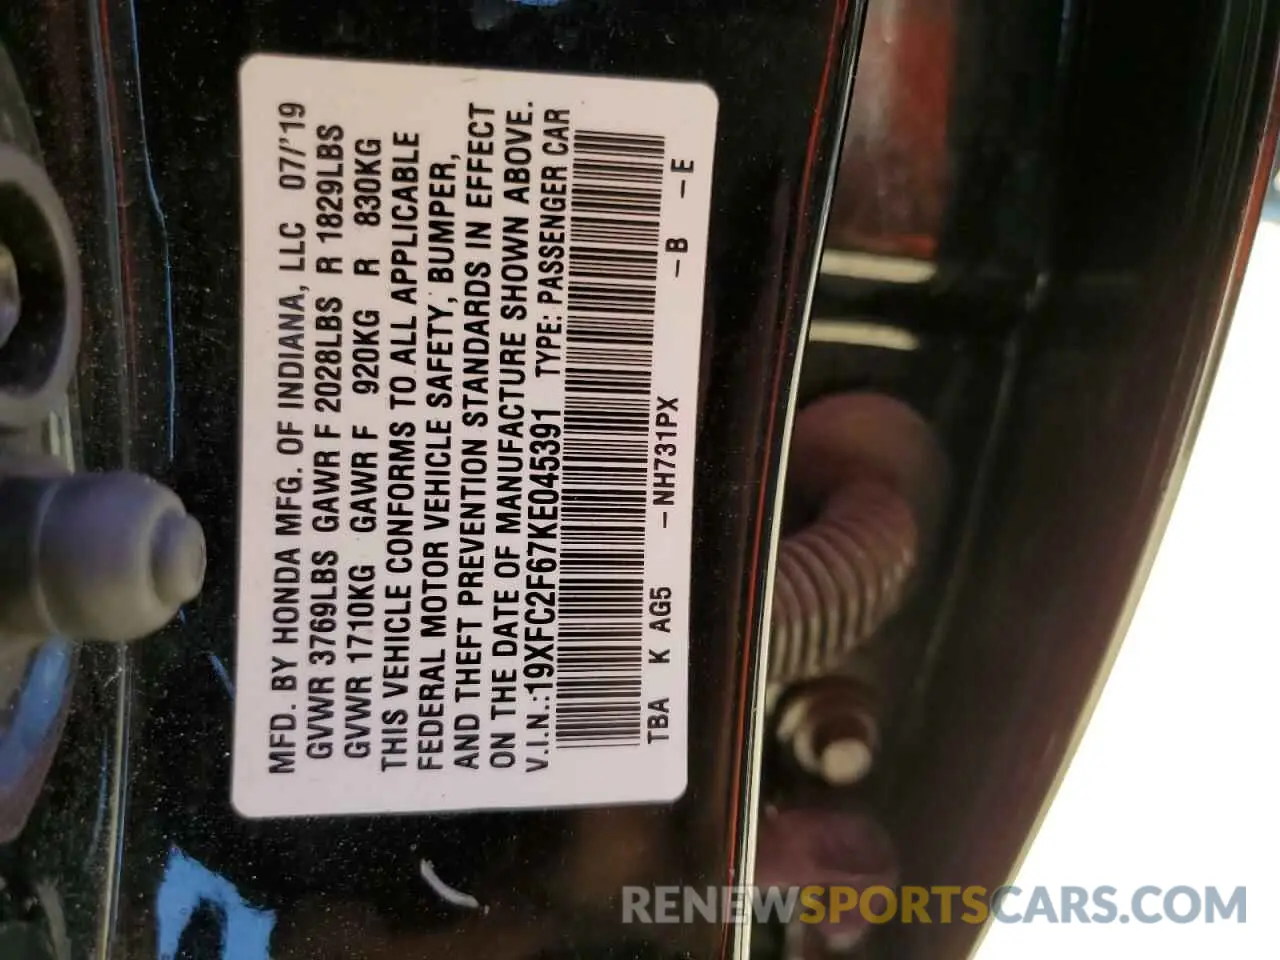 MFD. BY HONDA MFG. OF INDIANA, LLC 07/'19
GVWR 3769LBS GAWR F 2028LBS R 1829LBS
GVWR 1710KG GAWR F 920KG R 830KG
THIS VEHICLE CONFORMS TO ALL APPLICABLE
FEDERAL MOTOR VEHICLE SAFETY, BUMPER,
AND THEFT PREVENTION STANDARDS IN EFFECT
ON THE DATE OF MANUFACTURE SHOWN ABOVE.
V.I.N.:19XFC2F67KE045391 TYPE: PASSENGER CAR
TBA K AG5 -NH731PX -B -E
RENEWSPORTSCARS.COM